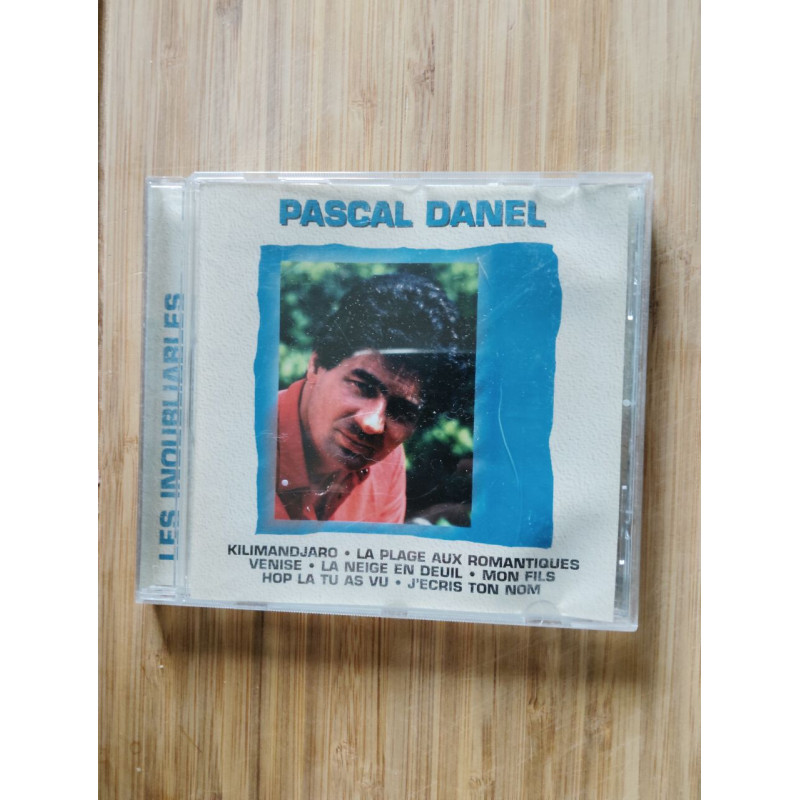 PASCAL DANEL
LES INOUBLIABLES
KILIMANDJARO • LA PLAGE AUX ROMANTIQUES
VENISE • LA NEIGE EN DEUIL • MON FILS
HOP LA TU AS VU • J'ECRIS TON NOM